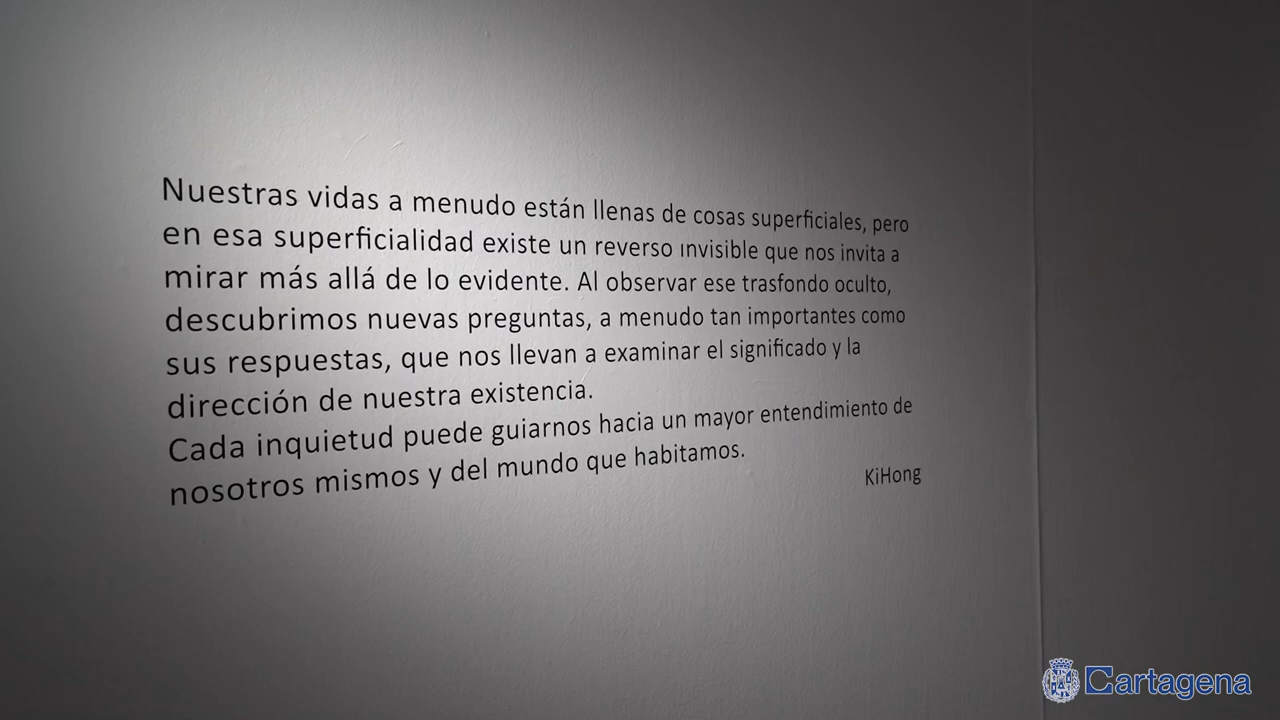 Nuestras vidas a menudo están llenas de cosas superficiales, pero
en esa superficialidad existe un reverso invisible que nos invita a
mirar más allá de lo evidente. Al observar ese trasfondo oculto,
descubrimos nuevas preguntas, a menudo tan importantes como
sus respuestas, que nos llevan a examinar el significado y la
dirección de nuestra existencia.
Cada inquietud puede guiarnos hacia un mayor entendimiento de
nosotros mismos y del mundo que habitamos.
KiHong
Cartagena